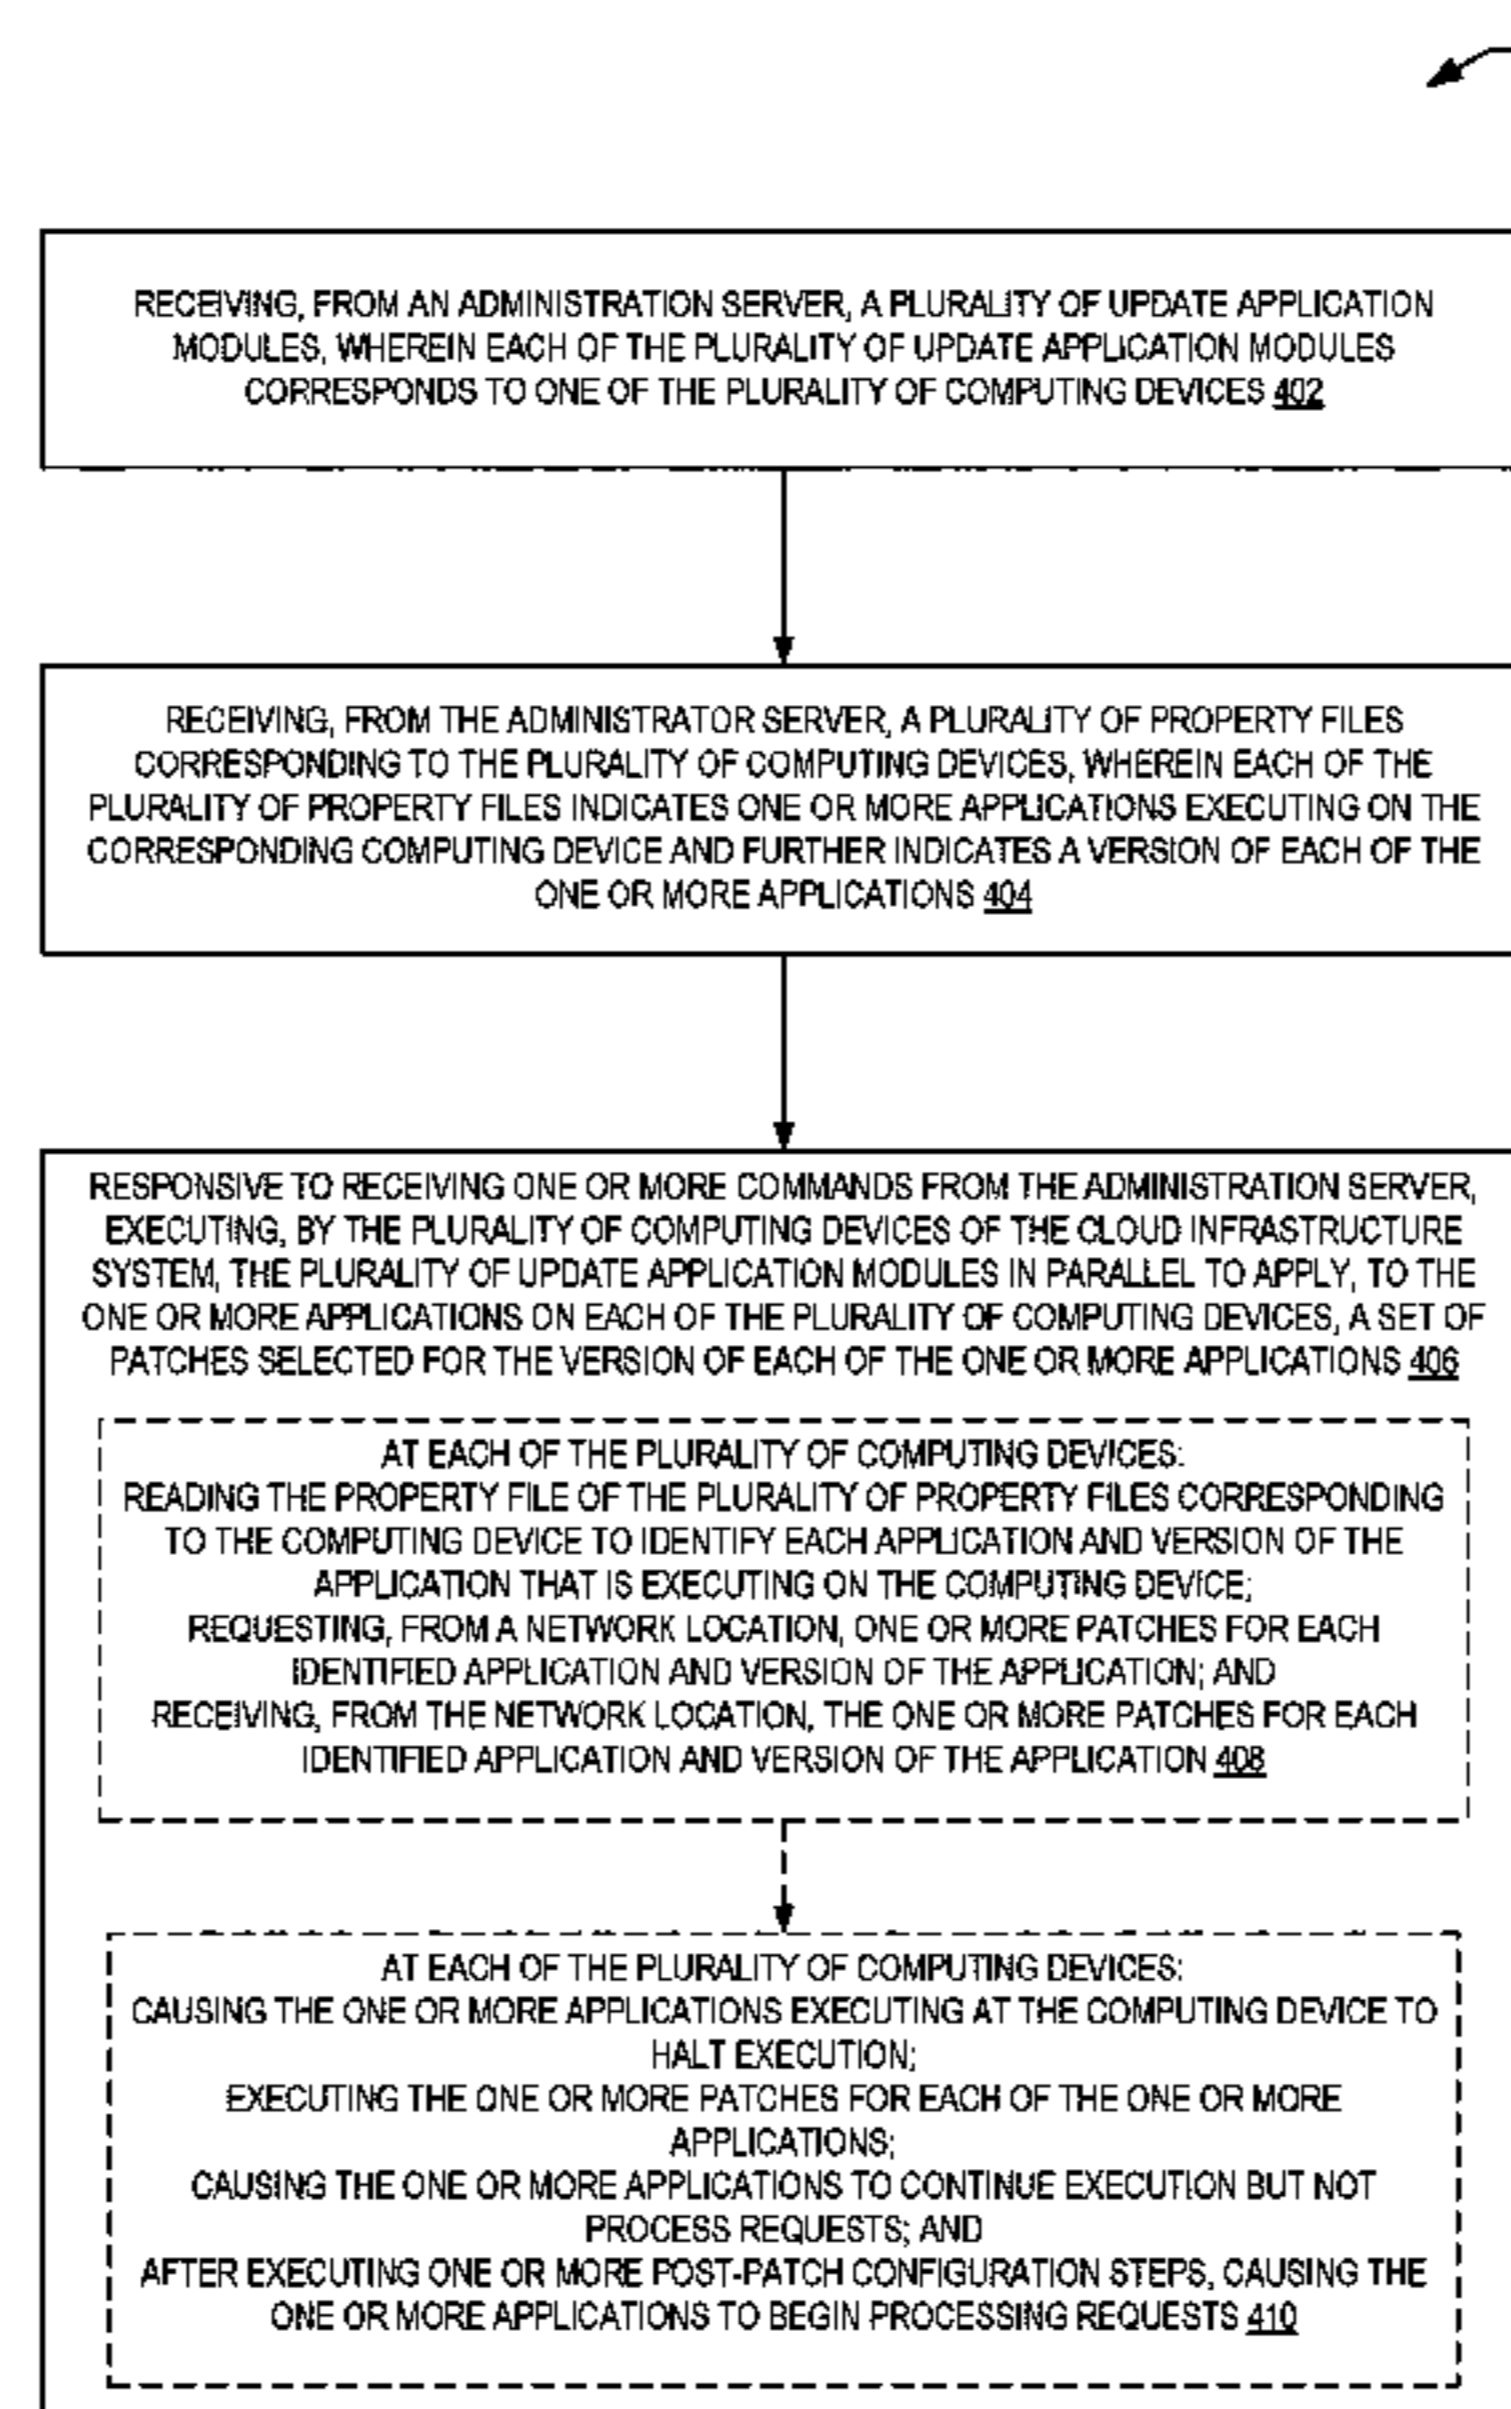 RECEIVING, FROM AN ADMINISTRATION SERVER, A PLURALITY OF UPDATE APPLICATION
MODULES, WHEREIN EACH OF THE PLURALITY OF UPDATE APPLICATION MODULES
CORRESPONDS TO ONE OF THE PLURALITY OF COMPUTING DEVICES 402
RECEIVING, FROM THE ADMINISTRATOR SERVER, A PLURALITY OF PROPERTY FILES
CORRESPONDING TO THE PLURALITY OF COMPUTING DEVICES, WHEREIN EACH OF THE
PLURALITY OF PROPERTY FILES INDICATES ONE OR MORE APPLICATIONS EXECUTING ON THE
CORRESPONDING COMPUTING DEVICE AND FURTHER INDICATES A VERSION OF EACH OF THE
ONE OR MORE APPLICATIONS 404
RESPONSIVE TO RECEIVING ONE OR MORE COMMANDS FROM THE ADMINISTRATION SERVER,
EXECUTING, BY THE PLURALITY OF COMPUTING DEVICES OF THE CLOUD INFRASTRUCTURE
SYSTEM, THE PLURALITY OF UPDATE APPLICATION MODULES IN PARALLEL TO APPLY, TO THE
ONE OR MORE APPLICATIONS ON EACH OF THE PLURALITY OF COMPUTING DEVICES, A SET OF
PATCHES SELECTED FOR THE VERSION OF EACH OF THE ONE OR MORE APPLICATIONS 406
AT EACH OF THE PLURALITY OF COMPUTING DEVICES:
READING THE PROPERTY FILE OF THE PLURALITY OF PROPERTY FILES CORRESPONDING
TO THE COMPUTING DEVICE TO IDENTIFY EACH APPLICATION AND VERSION OF THE
APPLICATION THAT IS EXECUTING ON THE COMPUTING DEVICE;
REQUESTING, FROM A NETWORK LOCATION, ONE OR MORE PATCHES FOR EACH
IDENTIFIED APPLICATION AND VERSION OF THE APPLICATION; AND
RECEIVING, FROM THE NETWORK LOCATION, THE ONE OR MORE PATCHES FOR EACH
IDENTIFIED APPLICATION AND VERSION OF THE APPLICATION 408
AT EACH OF THE PLURALITY OF COMPUTING DEVICES:
CAUSING THE ONE OR MORE APPLICATIONS EXECUTING AT THE COMPUTING DEVICE TO
HALT EXECUTION;
EXECUTING THE ONE OR MORE PATCHES FOR EACH OF THE ONE OR MORE
APPLICATIONS;
CAUSING THE ONE OR MORE APPLICATIONS TO CONTINUE EXECUTION BUT NOT
PROCESS REQUESTS; AND
AFTER EXECUTING ONE OR MORE POST-PATCH CONFIGURATION STEPS, CAUSING THE
ONE OR MORE APPLICATIONS TO BEGIN PROCESSING REQUESTS 410